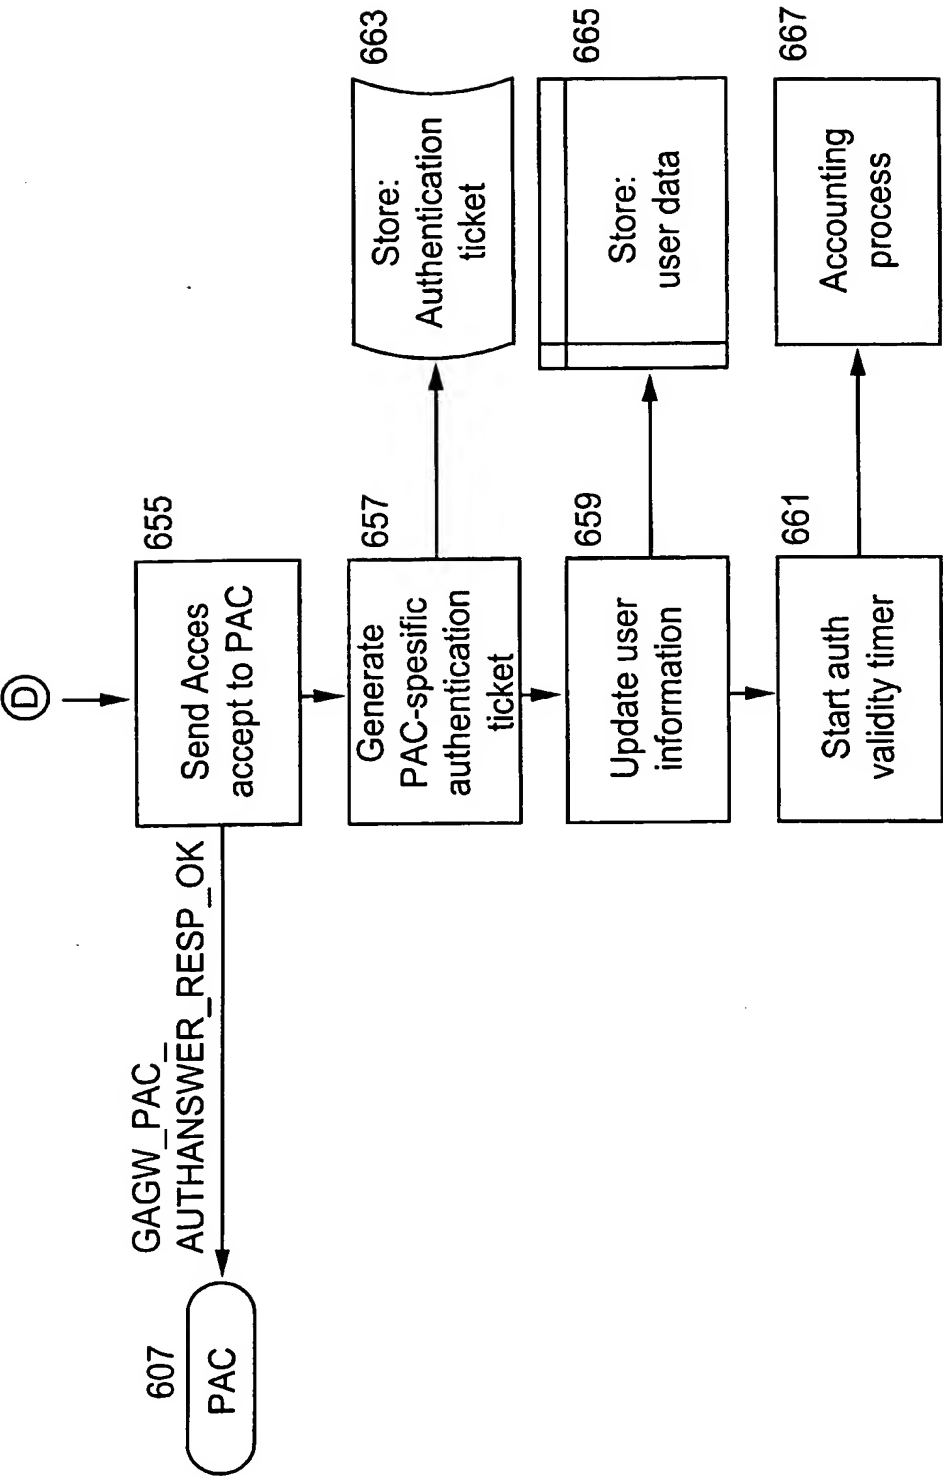 D
655
Send Acces
accept to PAC
GAGW_PAC_
AUTHANSWER_RESP_OK
607
PAC
657
Generate
PAC-spesific
authentication
ticket
663
Store:
Authentication
ticket
659
Update user
information
665
Store:
user data
661
Start auth
validity timer
667
Accounting
process